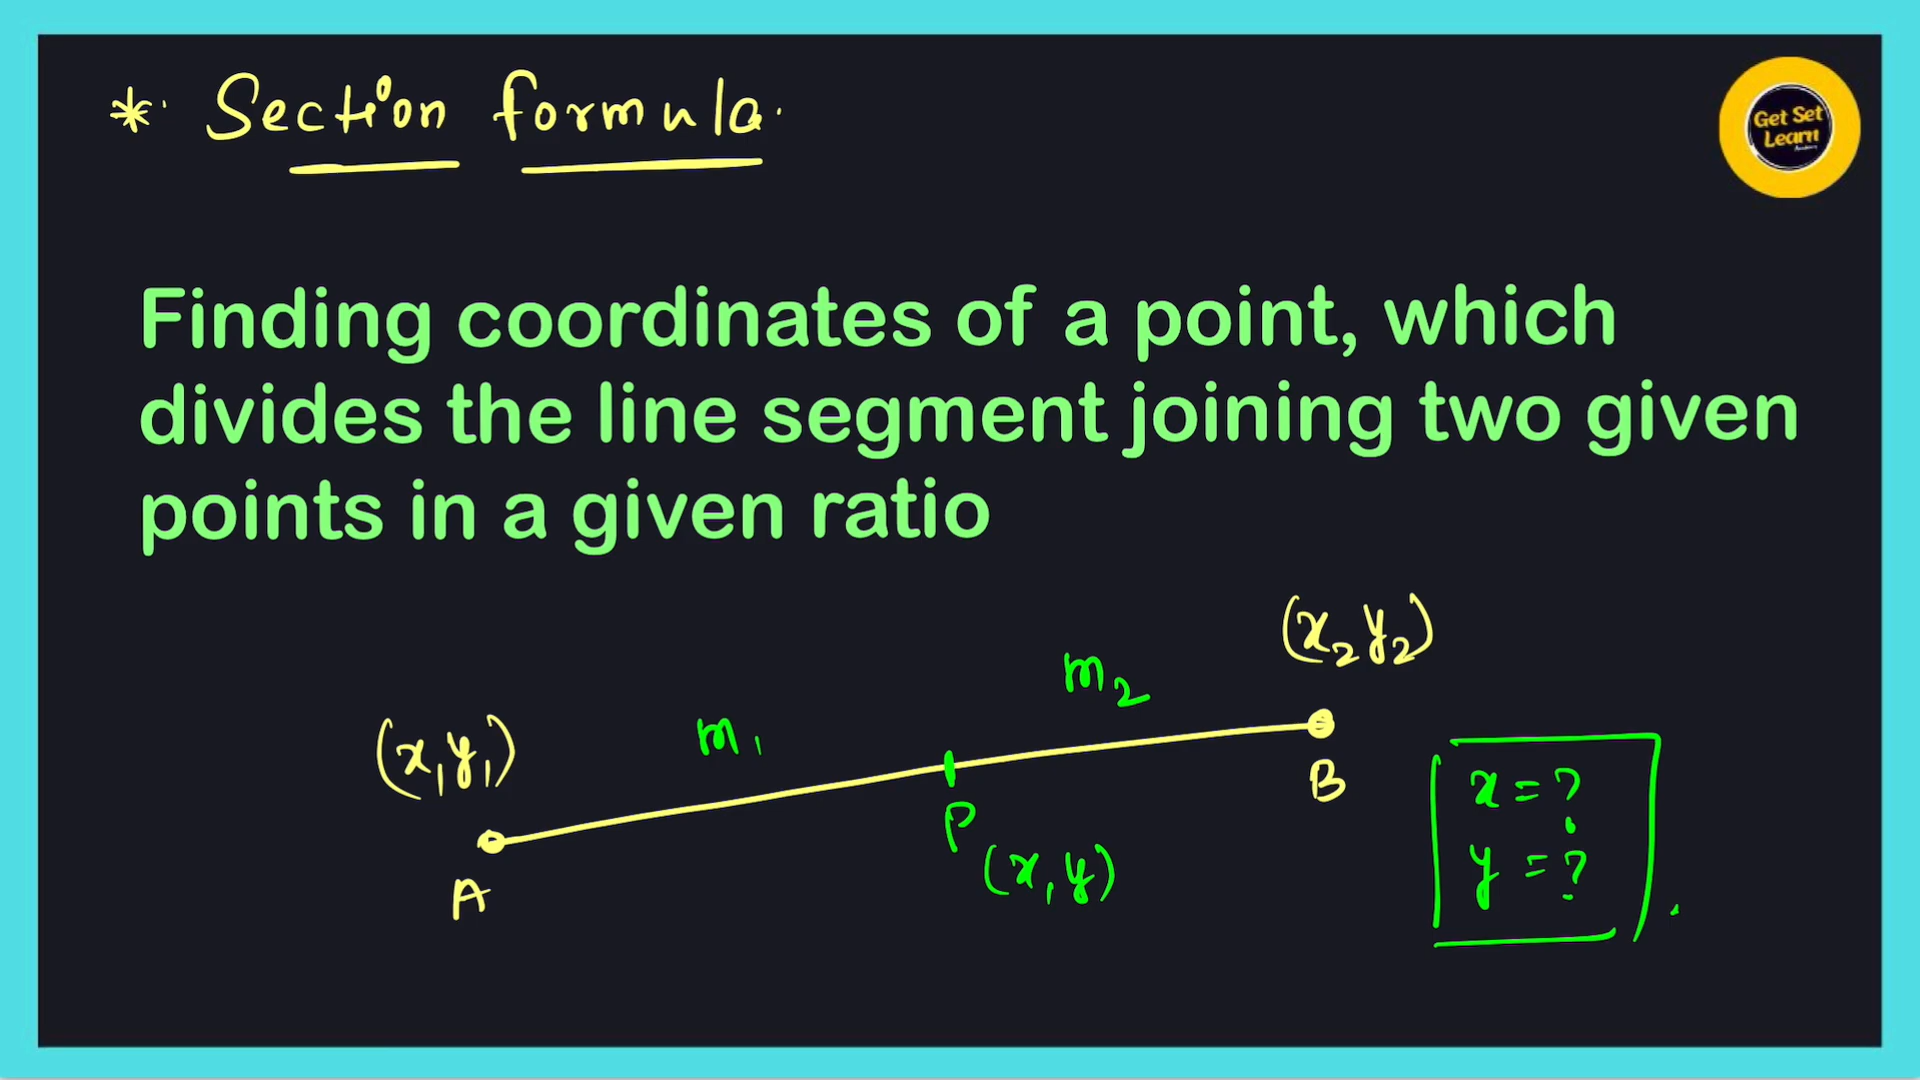 * Section formula.
Get Set
Learn
Academy
Finding coordinates of a point, which
divides the line segment joining two given
points in a given ratio
(x₂ y₂)
m₂
m₁
(x₁ y₁)
B
x = ?
P
y = ?
(x, y)
A